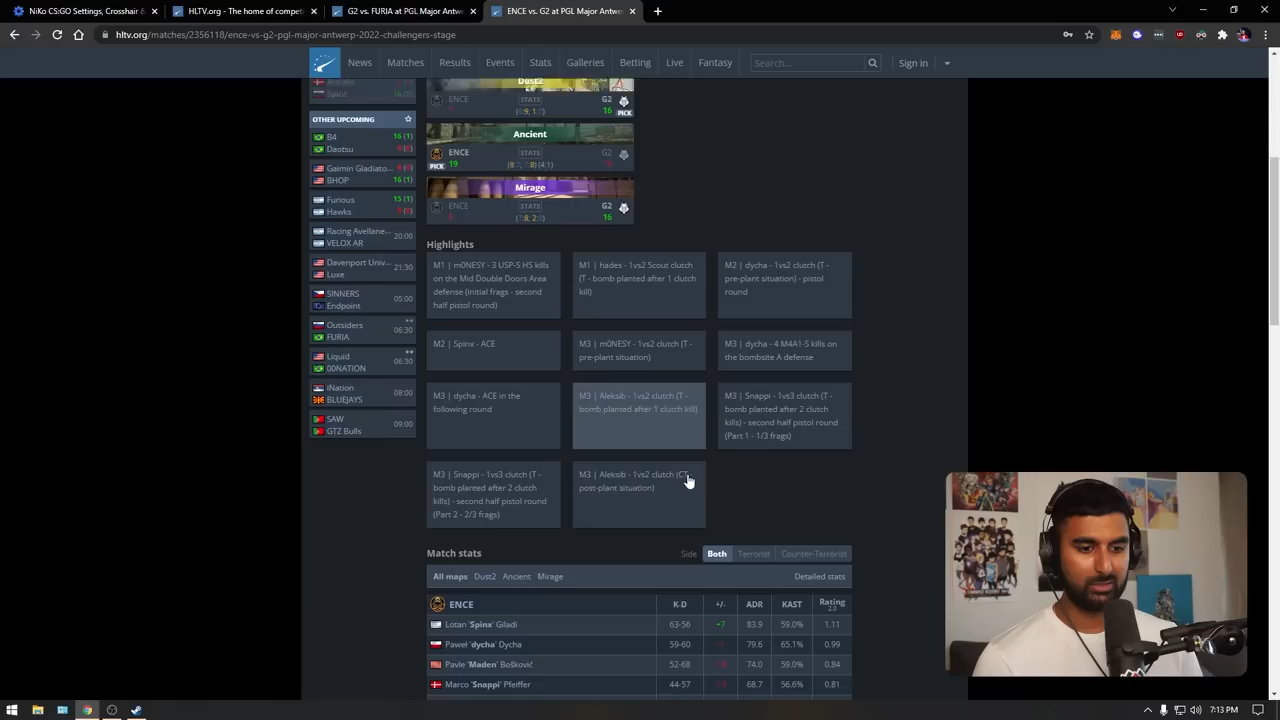 NiKo CS:GO Settings, Crosshair &
HLTV.org - The home of competi
G2 vs. FURIA at PGL Major Antwe
ENCE vs. G2 at PGL Major Antwer
hltv.org/matches/2356118/ence-vs-g2-pgl-major-antwerp-2022-challengers-stage
News Matches Results Events Stats Galleries Betting Live Fantasy Search... Sign in
OTHER UPCOMING
B4 16 (1)
Daotsu
Gaimin Gladiato...
BHOP 16 (1)
Furious 15 (1)
Hawks
Racing Avellane... 20:00
VELOX AR
Davenport Univ... 21:30
Luxe
SINNERS 05:00
Endpoint
Outsiders 06:30
FURIA
Liquid 06:30
00NATION
iNation 08:00
BLUEJAYS
SAW 09:00
GTZ Bulls
Dust2
ENCE STATS G2
16
PICK
Ancient
ENCE STATS G2
PICK 19
Mirage
ENCE STATS G2
16
Highlights
M1 | m0NESY - 3 USP-S HS kills
on the Mid Double Doors Area
defense (initial frags - second
half pistol round)
M1 | hades - 1vs2 Scout clutch
(T - bomb planted after 1 clutch
kill)
M2 | dycha - 1vs2 clutch (T -
pre-plant situation) - pistol
round
M2 | Spinx - ACE
M3 | m0NESY - 1vs2 clutch (T -
pre-plant situation)
M3 | dycha - 4 M4A1-S kills on
the bombsite A defense
M3 | dycha - ACE in the
following round
M3 | Aleksib - 1vs2 clutch (T -
bomb planted after 1 clutch kill)
M3 | Snappi - 1vs3 clutch (T -
bomb planted after 2 clutch
kills) - second half pistol round
(Part 1 - 1/3 frags)
M3 | Snappi - 1vs3 clutch (T -
bomb planted after 2 clutch
kills) - second half pistol round
(Part 2 - 2/3 frags)
M3 | Aleksib - 1vs2 clutch (CT -
post-plant situation)
Match stats Side Both Terrorist Counter-Terrorist
All maps Dust2 Ancient Mirage Detailed stats
ENCE K-D +/- ADR KAST Rating 2.0
Lotan 'Spinx' Giladi 63-56 +7 83.9 59.0% 1.11
Paweł 'dycha' Dycha 59-60 -1 79.6 65.1% 0.99
Pavle 'Maden' Bošković 52-68 74.0 59.0% 0.84
Marco 'Snappi' Pfeiffer 44-57 68.7 56.6% 0.81
7:13 PM